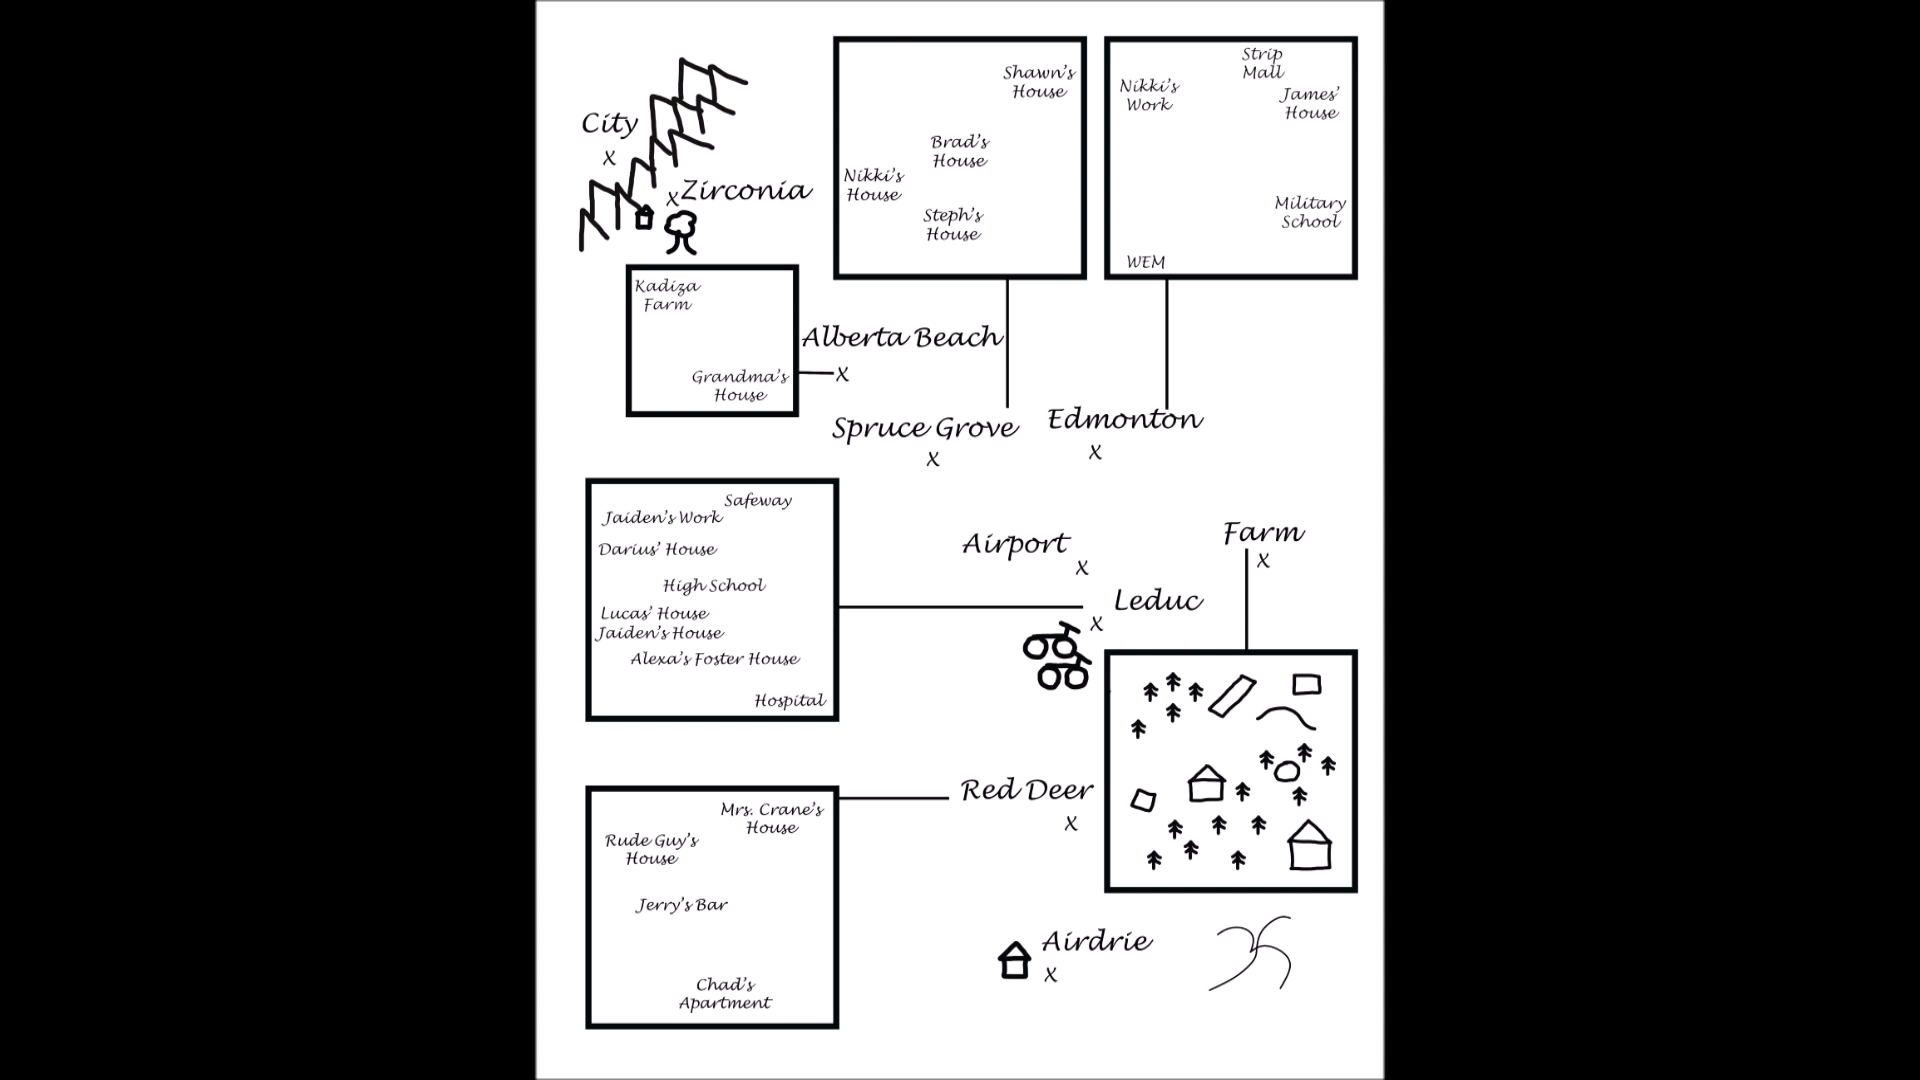 City
x
x Zirconia
Shawn's
House
Brad's
House
Nikki's
House
Steph's
House
Strip
Mall
Nikki's
Work
James'
House
Military
School
WEM
Kadiza
Farm
Grandma's
House
Alberta Beach
x
Spruce Grove
x
Edmonton
x
Safeway
Jaiden's Work
Darius' House
High School
Lucas' House
Jaiden's House
Alexa's Foster House
Hospital
Airport
x
Leduc
x
Farm
x
Mrs. Crane's
House
Rude Guy's
House
Jerry's Bar
Chad's
Apartment
Red Deer
x
Airdrie
x